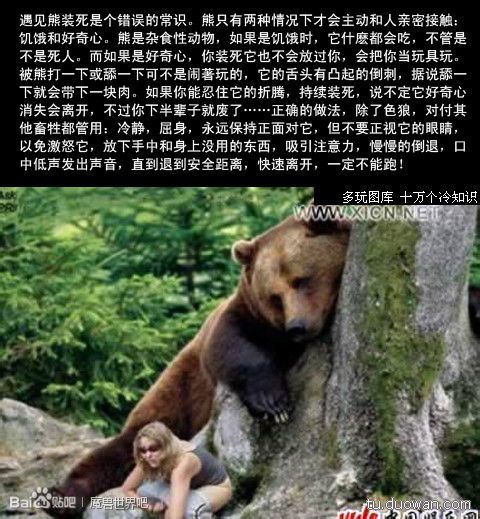 遇见熊装死是个错误的常识。熊只有两种情况下才会主动和人亲密接触：
饥饿和好奇心。熊是杂食性动物，如果是饥饿时，它什麽都会吃，不管是
不是死人。而如果是好奇心，你装死它也不会放过你，会把你当玩具玩。
被熊打一下或舔一下可不是闹著玩的，它的舌头有凸起的倒刺，据说舔一
下就会带下一块肉。如果你能忍住它的折腾，持续装死，说不定它好奇心
消失会离开，不过你下半辈子就废了……正确的做法，除了色狼，对付其
他畜牲都管用：冷静，屈身，永远保持正面对它，但不要正视它的眼睛，
以免激怒它，放下手中和身上没用的东西，吸引注意力，慢慢的倒退，口
中低声发出声音，直到退到安全距离，快速离开，一定不能跑！
多玩图库 十万个冷知识
WWW.XICN.NET
Bai 贴吧 | 魔兽世界吧
tu.duowan.com